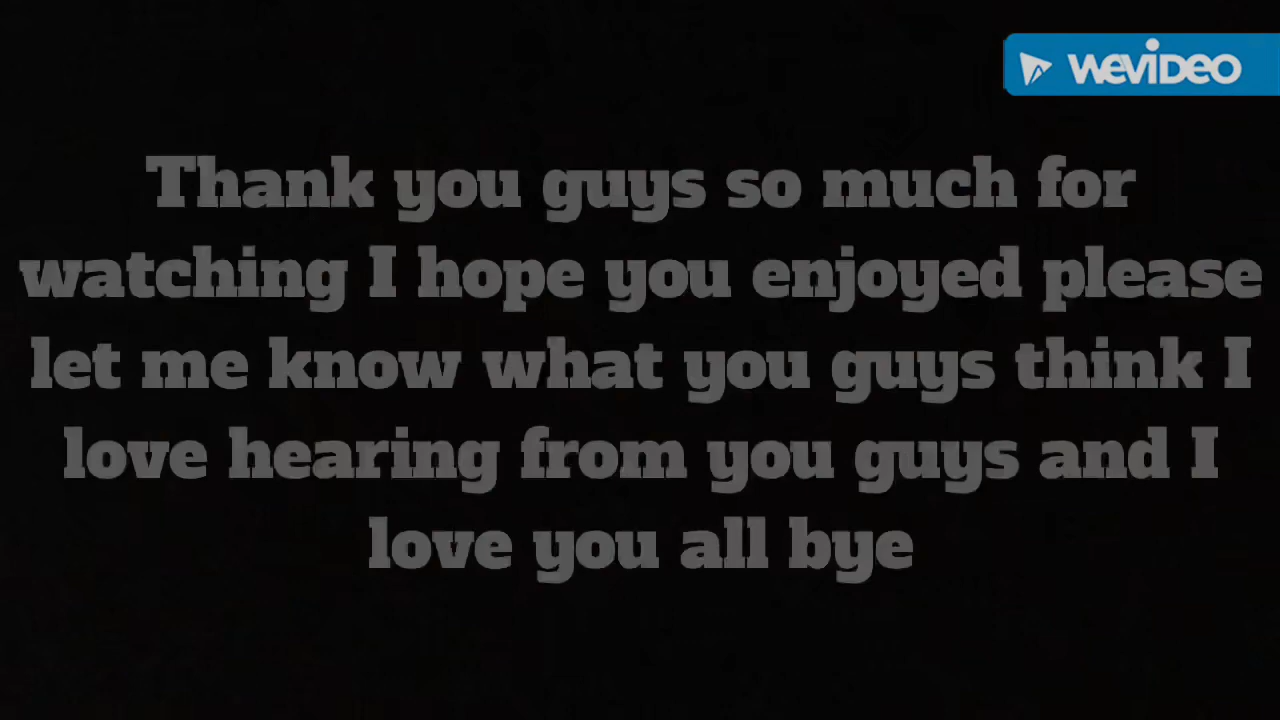 WEVIDEO
Thank you guys so much for
watching I hope you enjoyed please
let me know what you guys think I
love hearing from you guys and I
love you all bye